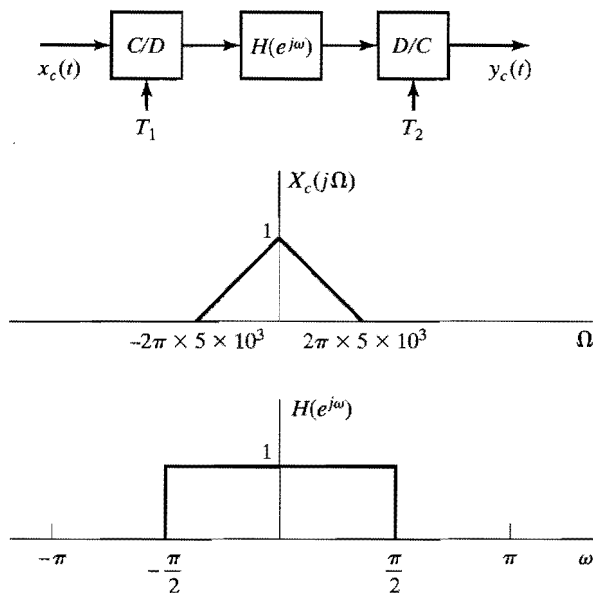 C/D H(e^{jω}) D/C
x_c(t) y_c(t)
T_1 T_2
X_c(jΩ)
1
−2π × 5 × 10^3 2π × 5 × 10^3 Ω
H(e^{jω})
1
−π −π/2 π/2 π ω